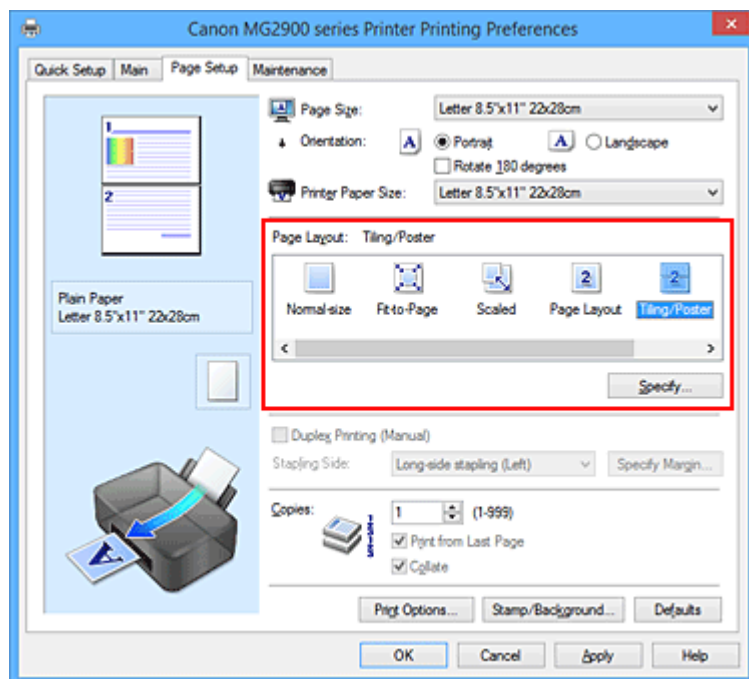 Canon MG2900 series Printer Printing Preferences
Quick Setup Main Page Setup Maintenance
1
2
Plain Paper
Letter 8.5"x11" 22x28cm
A
Page Size: Letter 8.5"x11" 22x28cm
Orientation: A Portrait A Landscape
Rotate 180 degrees
Printer Paper Size: Letter 8.5"x11" 22x28cm
Page Layout: Tiling/Poster
2 2
Normal-size Fit-to-Page Scaled Page Layout Tiling/Poster
Specify...
Duplex Printing (Manual)
Stapling Side: Long-side stapling (Left) Specify Margin...
Copies: 1 (1-999)
Print from Last Page
Collate
Print Options... Stamp/Background... Defaults
OK Cancel Apply Help